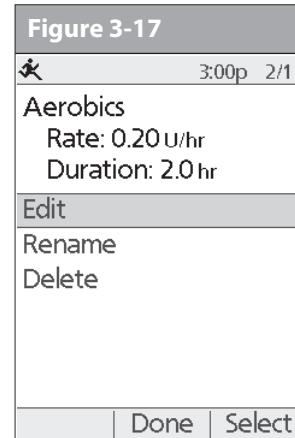 Figure 3-17
3:00p 2/1
Aerobics
Rate: 0.20 U/hr
Duration: 2.0 hr
Edit
Rename
Delete
Done Select